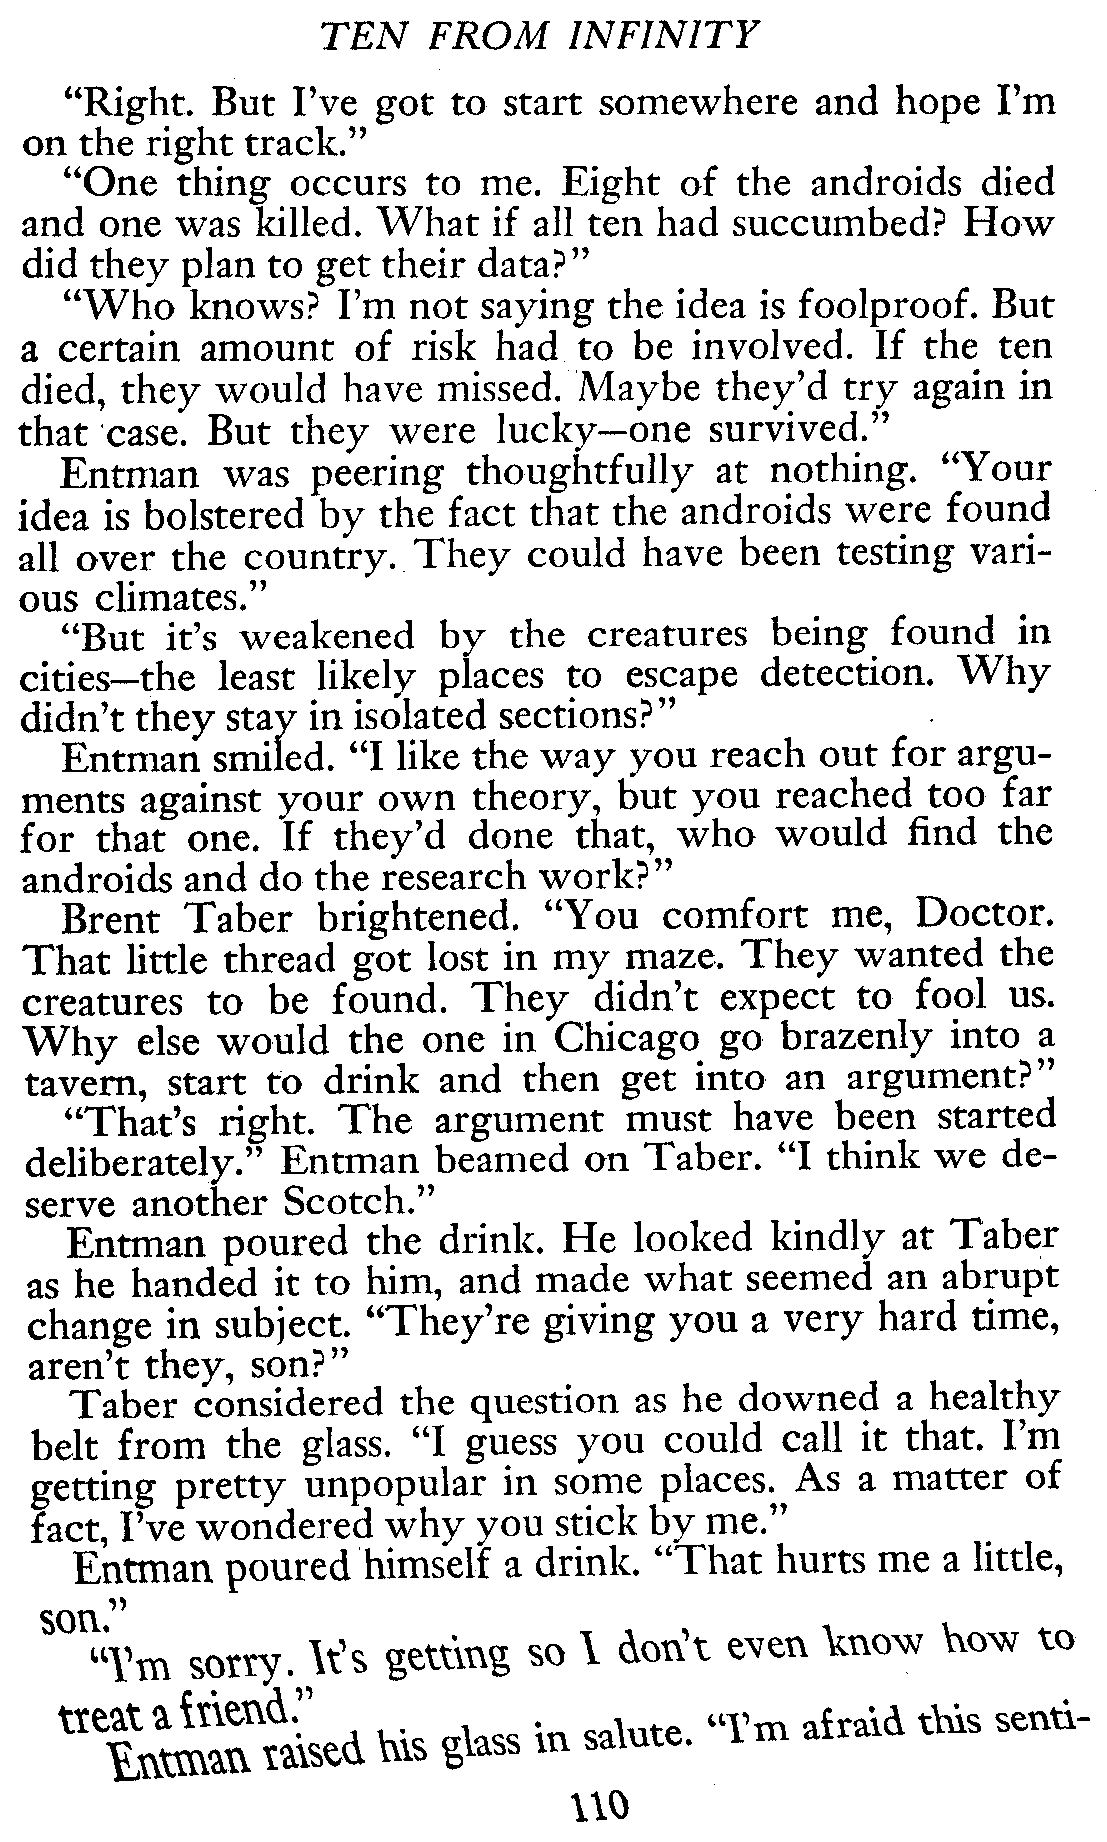 TEN FROM INFINITY
“Right. But I’ve got to start somewhere and hope I’m
on the right track.”
“One thing occurs to me. Eight of the androids died
and one was killed. What if all ten had succumbed? How
did they plan to get their data?”
“Who knows? I’m not saying the idea is foolproof. But
a certain amount of risk had to be involved. If the ten
died, they would have missed. Maybe they’d try again in
that case. But they were lucky—one survived.”
Entman was peering thoughtfully at nothing. “Your
idea is bolstered by the fact that the androids were found
all over the country. They could have been testing vari-
ous climates.”
“But it’s weakened by the creatures being found in
cities—the least likely places to escape detection. Why
didn’t they stay in isolated sections?”
Entman smiled. “I like the way you reach out for argu-
ments against your own theory, but you reached too far
for that one. If they’d done that, who would find the
androids and do the research work?”
Brent Taber brightened. “You comfort me, Doctor.
That little thread got lost in my maze. They wanted the
creatures to be found. They didn’t expect to fool us.
Why else would the one in Chicago go brazenly into a
tavern, start to drink and then get into an argument?”
“That’s right. The argument must have been started
deliberately.” Entman beamed on Taber. “I think we de-
serve another Scotch.”
Entman poured the drink. He looked kindly at Taber
as he handed it to him, and made what seemed an abrupt
change in subject. “They’re giving you a very hard time,
aren’t they, son?”
Taber considered the question as he downed a healthy
belt from the glass. “I guess you could call it that. I’m
getting pretty unpopular in some places. As a matter of
fact, I’ve wondered why you stick by me.”
Entman poured himself a drink. “That hurts me a little,
son.”
“I’m sorry. It’s getting so I don’t even know how to
treat a friend.”
Entman raised his glass in salute. “I’m afraid this senti-
110